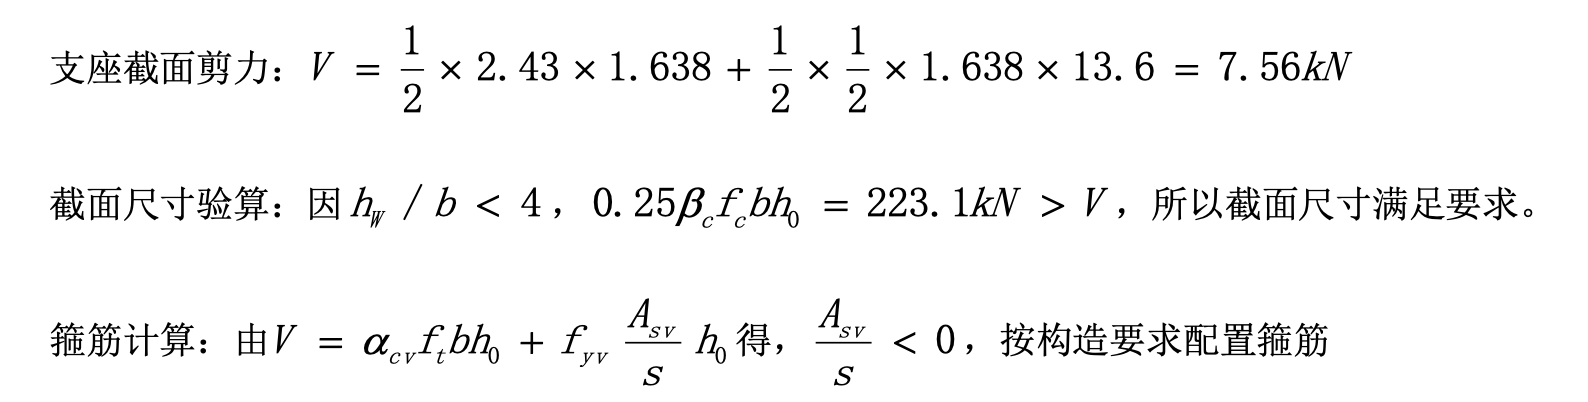 支座截面剪力：V = 1/2 × 2.43 × 1.638 + 1/2 × 1/2 × 1.638 × 13.6 = 7.56kN
截面尺寸验算：因 h_W / b < 4，0.25β_c f_c bh_0 = 223.1kN > V，所以截面尺寸满足要求。
箍筋计算：由V = α_cv f_t bh_0 + f_yv A_sv/s h_0 得，A_sv/s < 0，按构造要求配置箍筋